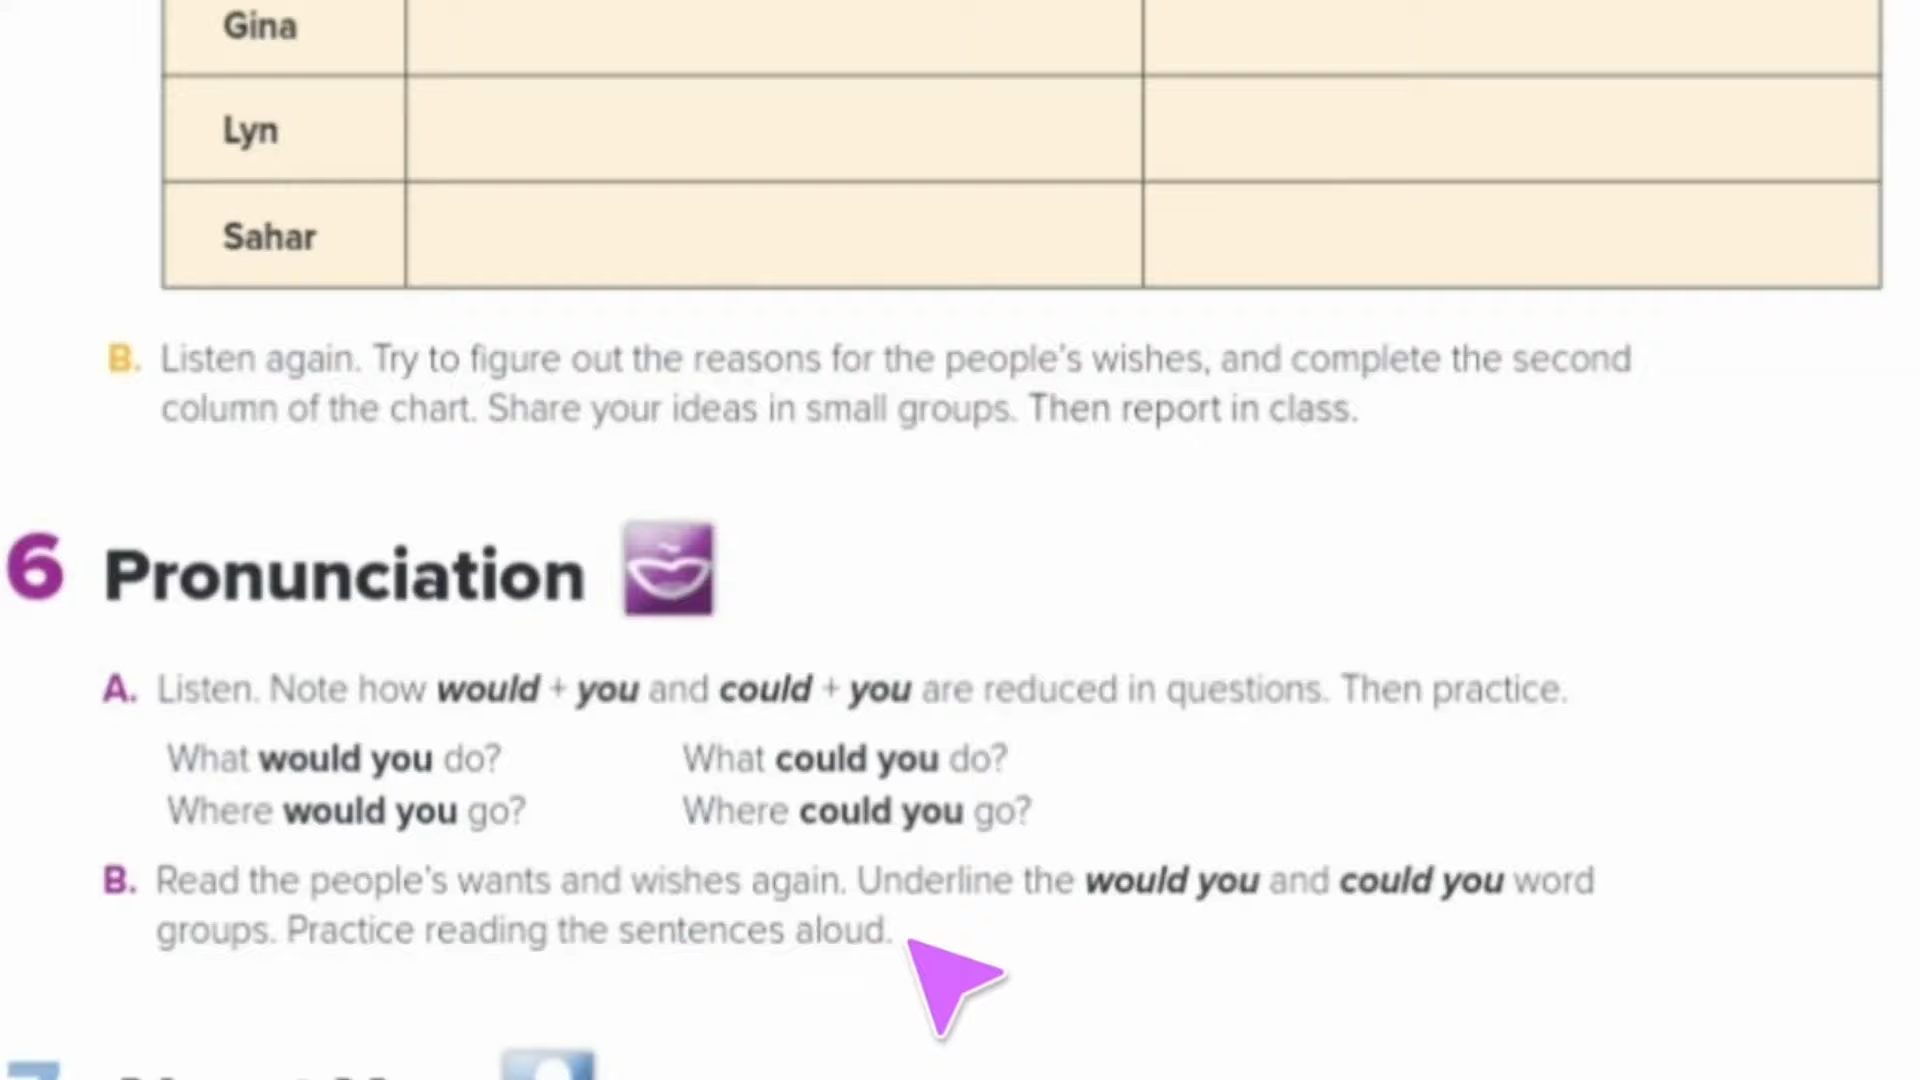 Gina
Lyn
Sahar
B. Listen again. Try to figure out the reasons for the people's wishes, and complete the second
column of the chart. Share your ideas in small groups. Then report in class.
6 Pronunciation
A. Listen. Note how would + you and could + you are reduced in questions. Then practice.
What would you do? What could you do?
Where would you go? Where could you go?
B. Read the people's wants and wishes again. Underline the would you and could you word
groups. Practice reading the sentences aloud.